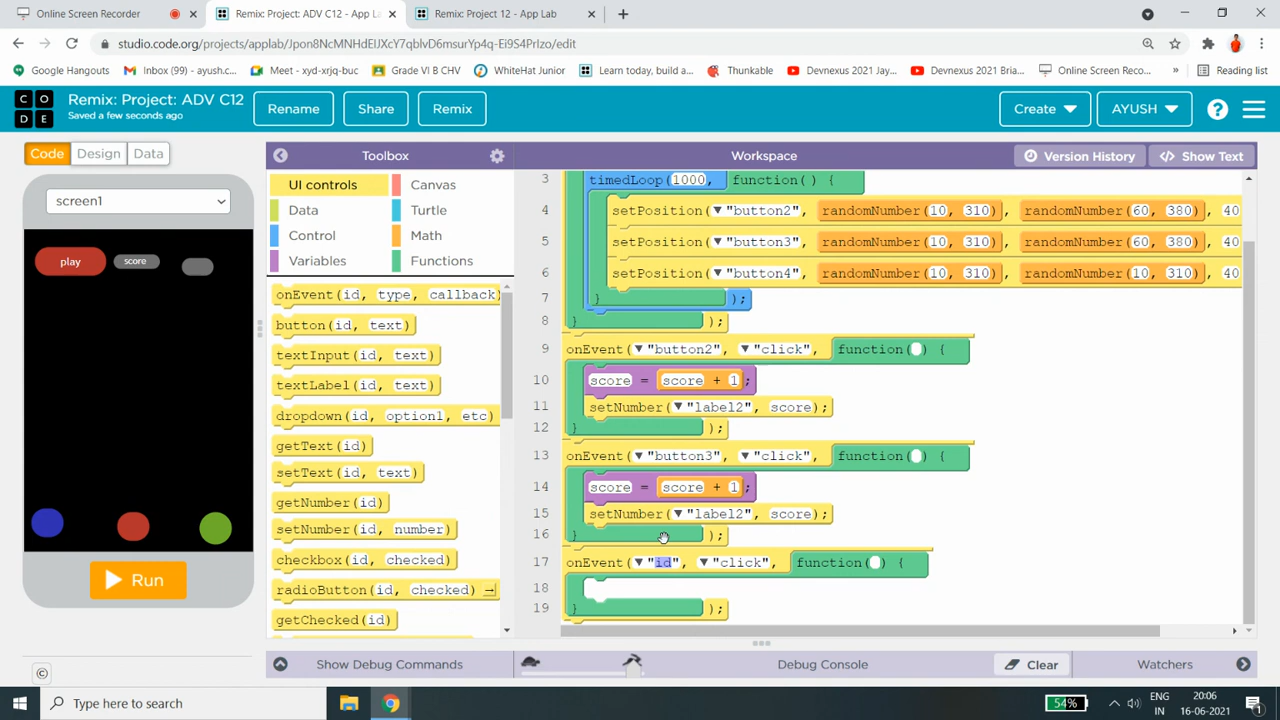 Online Screen Recorder
Remix: Project: ADV C12 - App La
Remix: Project 12 - App Lab
studio.code.org/projects/applab/Jpon8NcMNHdEIJXcY7qblvD6msurYp4q-Ei9S4PrIzo/edit
Google Hangouts
Inbox (99) - ayus.c...
Meet - xyd-xrjq-buc
Grade VI B CHV
WhiteHat Junior
Learn today, build a...
Thunkable
Devnexus 2021 Jay...
Devnexus 2021 Bria...
Online Screen Reco...
»
Reading list
C O
D E
Remix: Project: ADV C12
Saved a few seconds ago
Rename
Share
Remix
Create
AYUSH
?
Code
Design
Data
Toolbox
Workspace
Version History
</> Show Text
screen1
play
score
Run
©
UI controls
Canvas
Data
Turtle
Control
Math
Variables
Functions
onEvent(id, type, callback)
button(id, text)
textInput(id, text)
textLabel(id, text)
dropdown(id, option1, etc)
getText(id)
setText(id, text)
getNumber(id)
setNumber(id, number)
checkbox(id, checked)
radioButton(id, checked) →
getChecked(id)
3 timedLoop(1000, function( ) {
4 setPosition("button2", randomNumber(10, 310), randomNumber(60, 380), 40
5 setPosition("button3", randomNumber(10, 310), randomNumber(60, 380), 40
6 setPosition("button4", randomNumber(10, 310), randomNumber(10, 310), 40
7 } );
8 } );
9 onEvent("button2", "click", function( ) {
10 score = score + 1;
11 setNumber("label2", score);
12 } );
13 onEvent("button3", "click", function( ) {
14 score = score + 1;
15 setNumber("label2", score);
16 } );
17 onEvent("id", "click", function( ) {
18
19 } );
Show Debug Commands
Debug Console
Clear
Watchers
Type here to search
54%
ENG
IN
20:06
16-06-2021
1